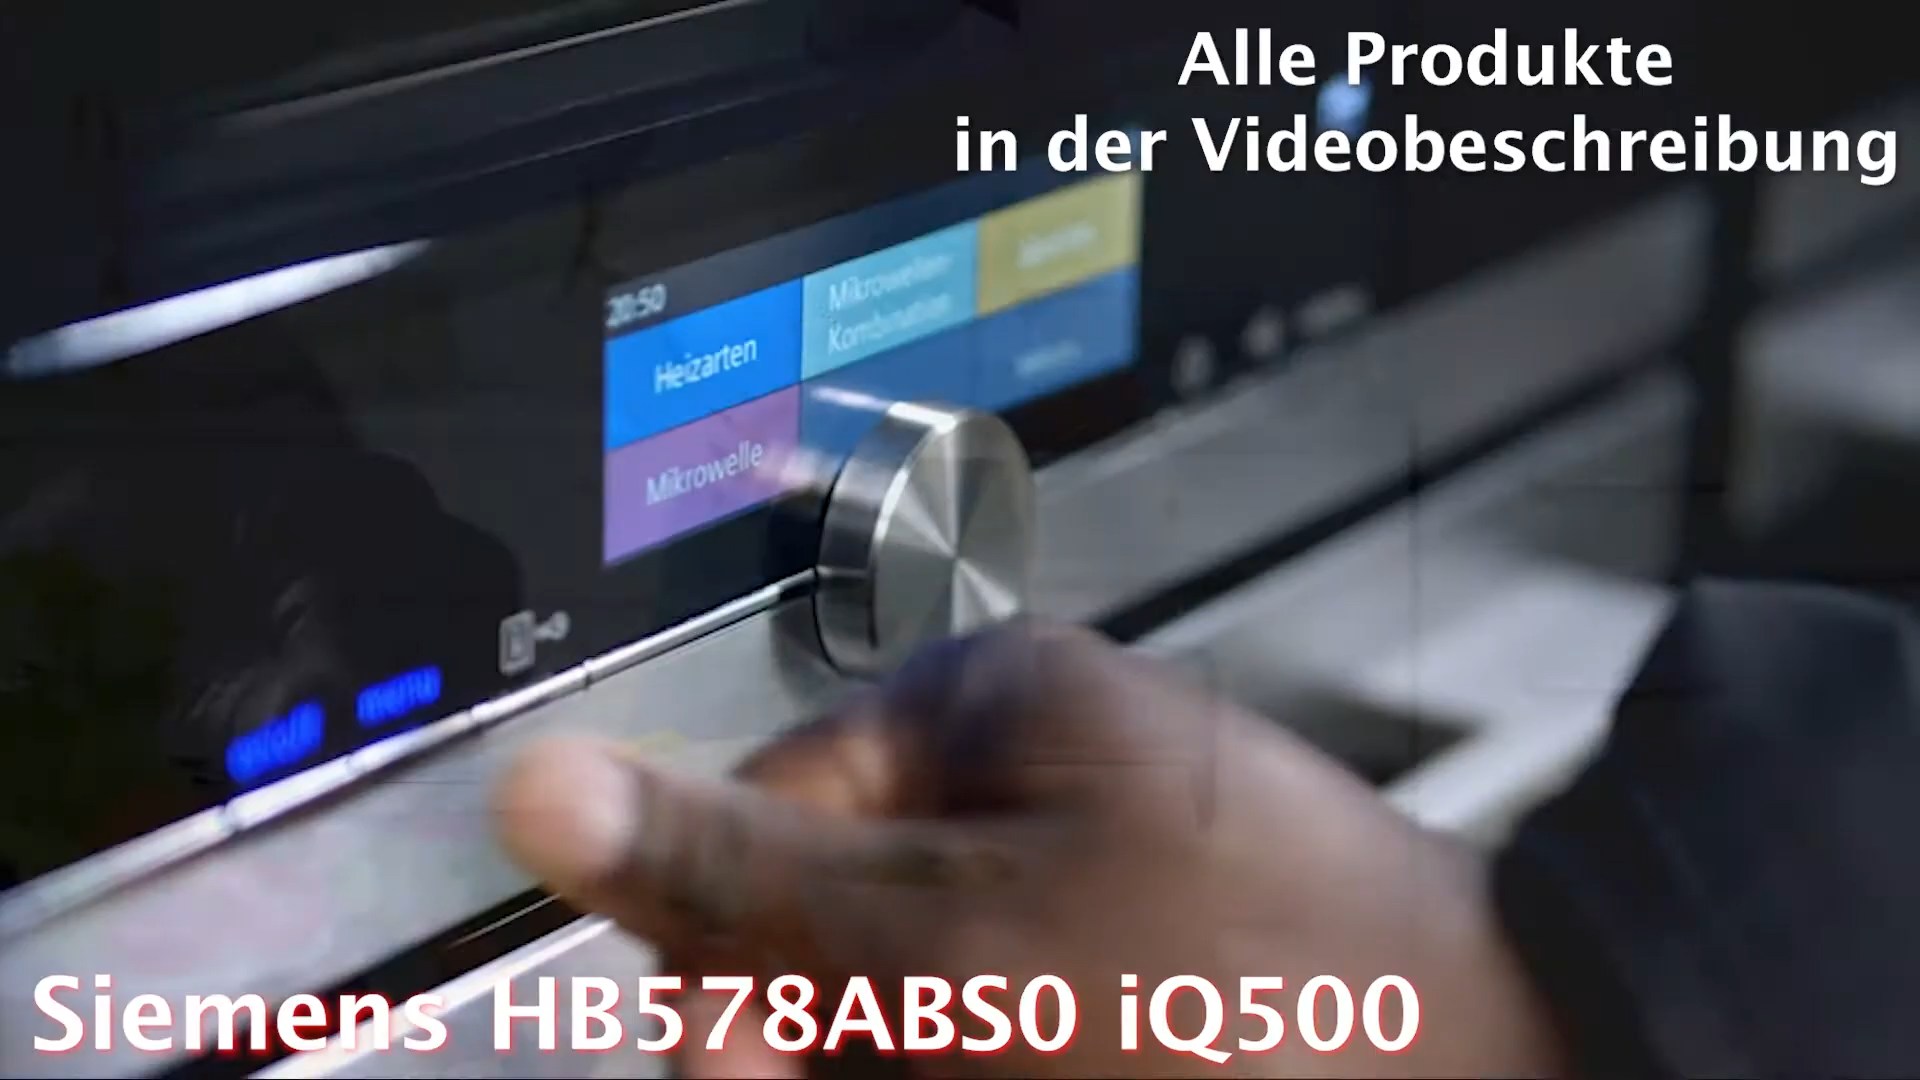 Alle Produkte
in der Videobeschreibung
20:50
Heizarten
Mikrowellen-
Kombination
Mikrowelle
menu
Siemens HB578ABS0 iQ500